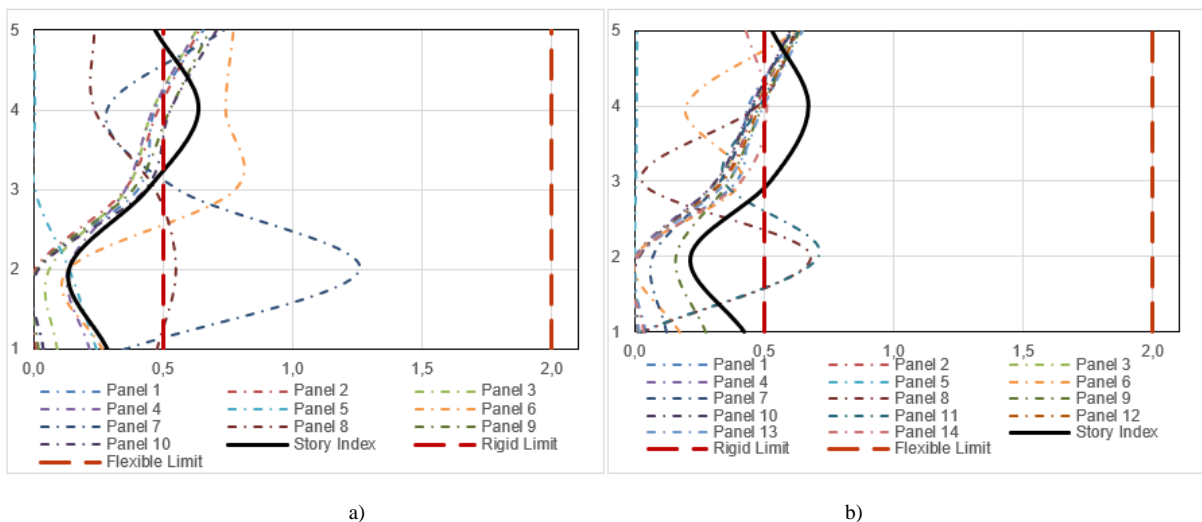 5
4
3
2
1
0,0 0,5 1,0 1,5 2,0
Panel 1 Panel 2 Panel 3
Panel 4 Panel 5 Panel 6
Panel 7 Panel 8 Panel 9
Panel 10 Story Index Rigid Limit
Flexible Limit
a)
5
4
3
2
1
0,0 0,5 1,0 1,5 2,0
Panel 1 Panel 2 Panel 3
Panel 4 Panel 5 Panel 6
Panel 7 Panel 8 Panel 9
Panel 10 Panel 11 Panel 12
Panel 13 Panel 14 Story Index
Rigid Limit Flexible Limit
b)